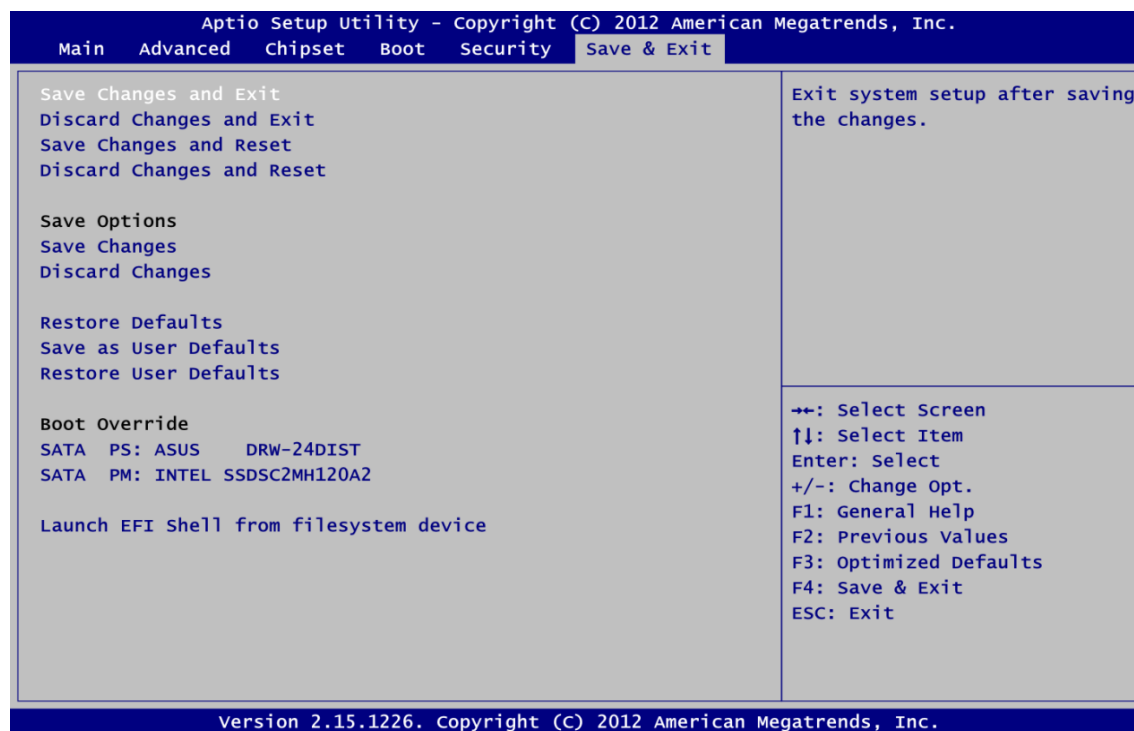 Aptio Setup Utility - Copyright (C) 2012 American Megatrends, Inc.
Main Advanced Chipset Boot Security Save & Exit
Save Changes and Exit
Discard Changes and Exit
Save Changes and Reset
Discard Changes and Reset
Save Options
Save Changes
Discard Changes
Restore Defaults
Save as User Defaults
Restore User Defaults
Boot Override
SATA PS: ASUS DRW-24DIST
SATA PM: INTEL SSDSC2MH120A2
Launch EFI Shell from filesystem device
Exit system setup after saving
the changes.
→←: Select Screen
↑↓: Select Item
Enter: Select
+/-: Change Opt.
F1: General Help
F2: Previous Values
F3: Optimized Defaults
F4: Save & Exit
ESC: Exit
Version 2.15.1226. Copyright (C) 2012 American Megatrends, Inc.